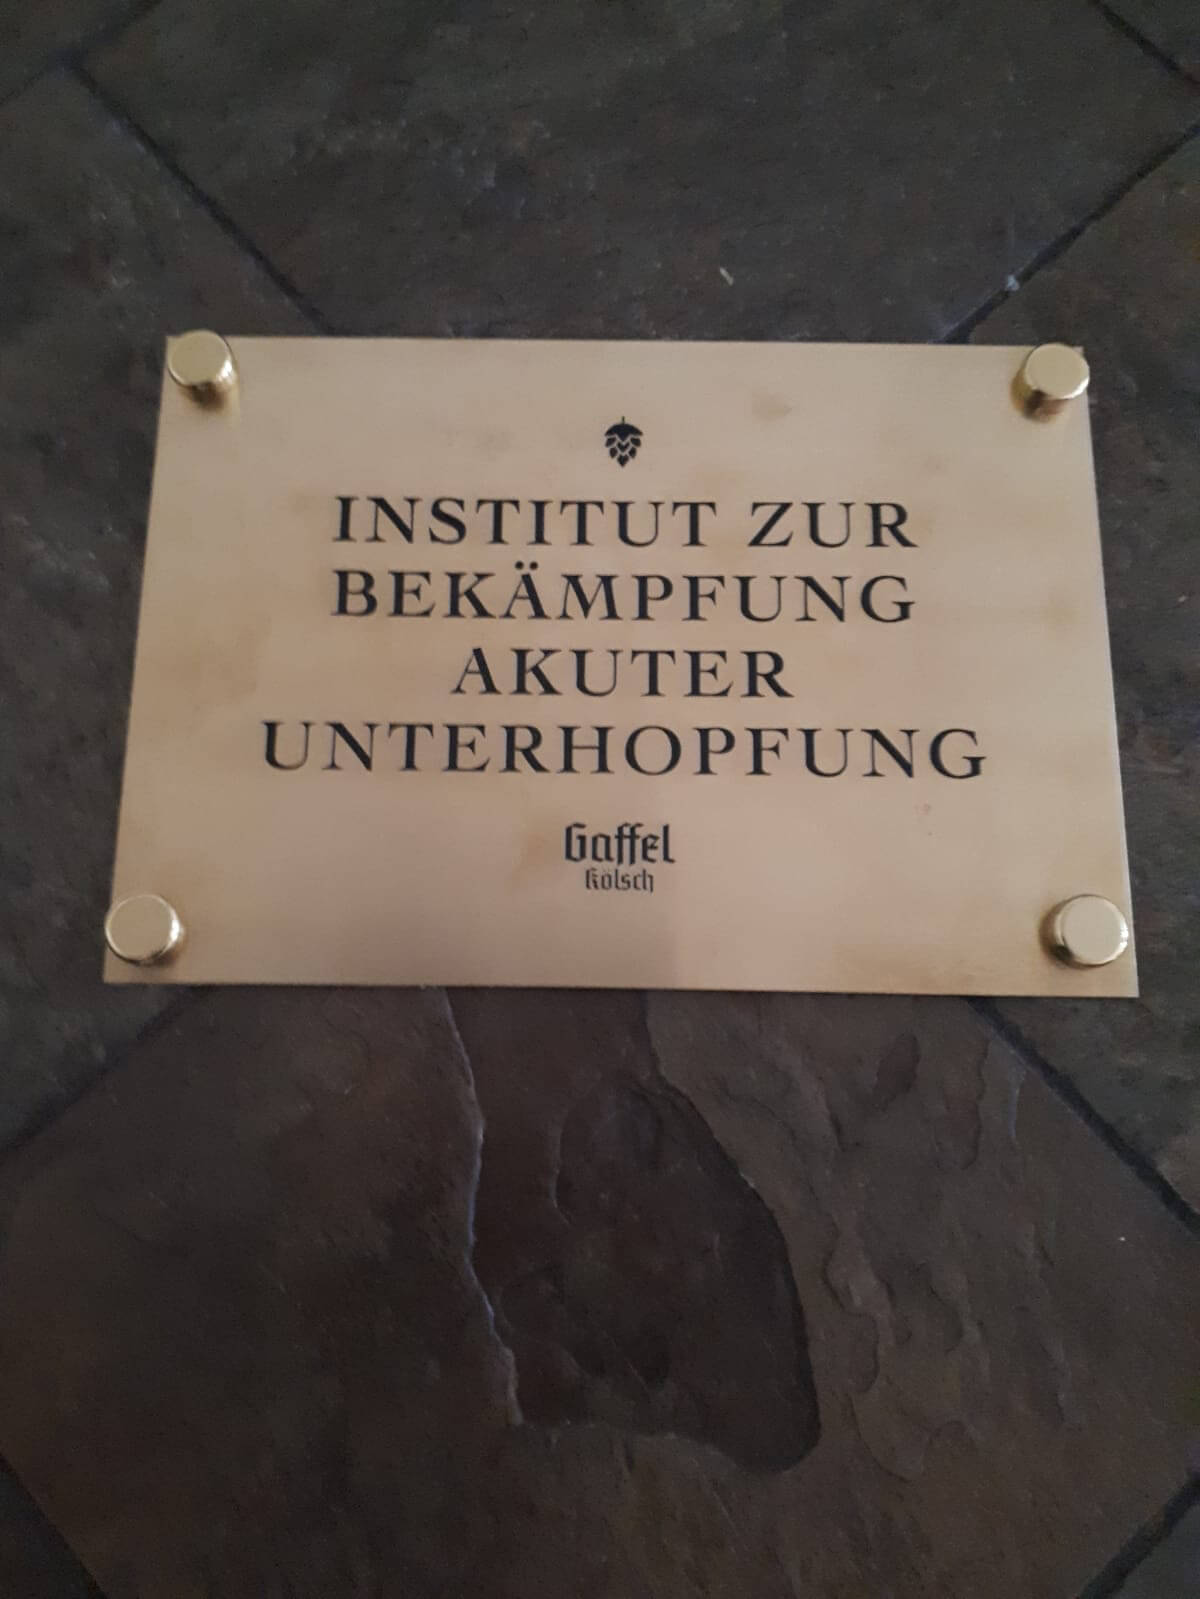 INSTITUT ZUR
BEKÄMPFUNG
AKUTER
UNTERHOPFUNG
Gaffel
Kölsch